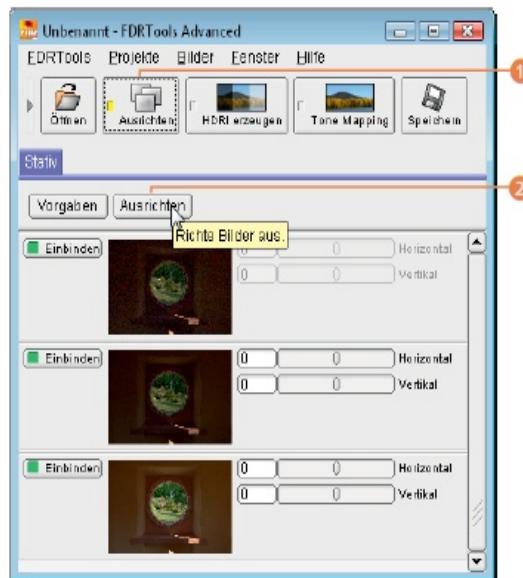 Unbenannt - FDRTools Advanced
FDRTools Projekte Bilder Fenster Hilfe
1
Öffnen Ausrichten HDRI erzeugen Tone Mapping Speichern
Stativ
2
Vorgaben Ausrichten
Richte Bilder aus.
Einbinden 0 0 Horizontal
0 0 Vertikal
Einbinden 0 0 Horizontal
0 0 Vertikal
Einbinden 0 0 Horizontal
0 0 Vertikal